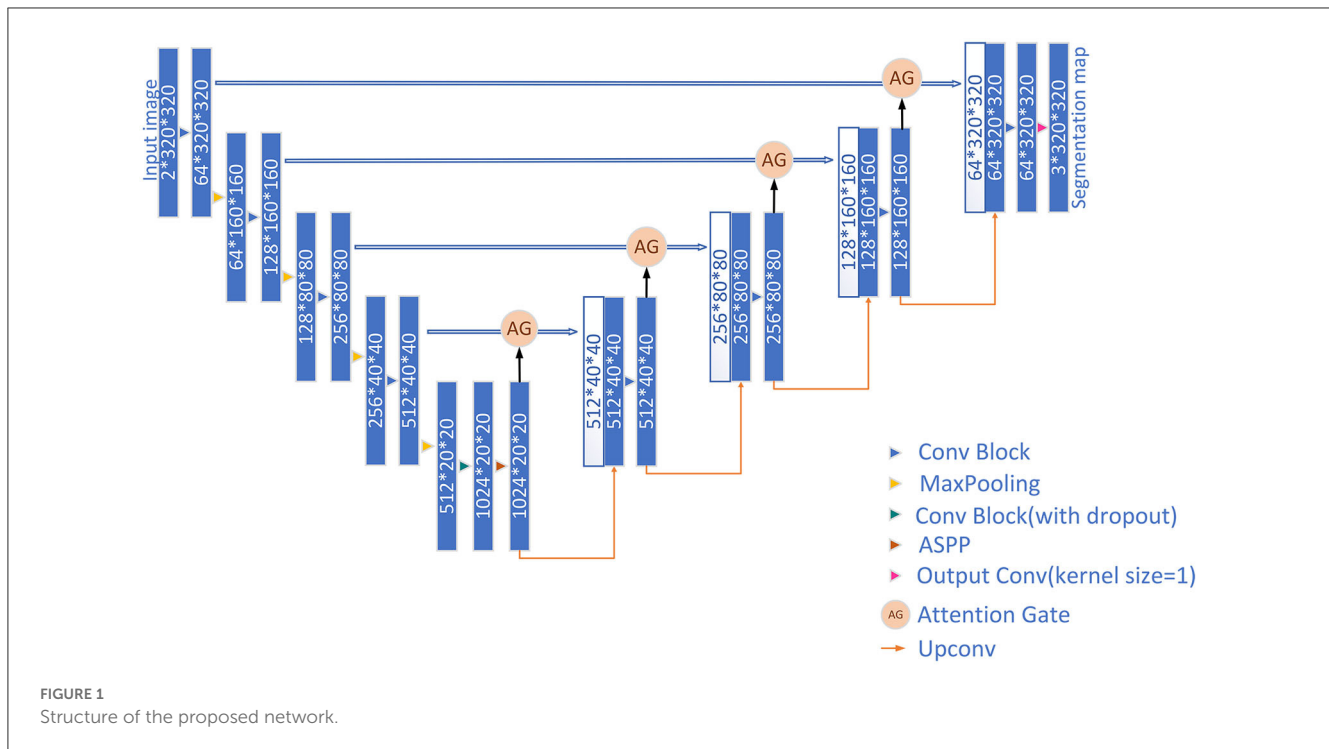 Input image
2*320*320
64*320*320
64*160*160
128*160*160
128*80*80
256*80*80
256*40*40
512*40*40
512*20*20
1024*20*20
1024*20*20
AG
512*40*40
512*40*40
512*40*40
AG
256*80*80
256*80*80
256*80*80
AG
128*160*160
128*160*160
128*160*160
AG
64*320*320
64*320*320
64*320*320
3*320*320
Segmentation map
Conv Block
MaxPooling
Conv Block(with dropout)
ASPP
Output Conv(kernel size=1)
AG Attention Gate
Upconv
FIGURE 1
Structure of the proposed network.